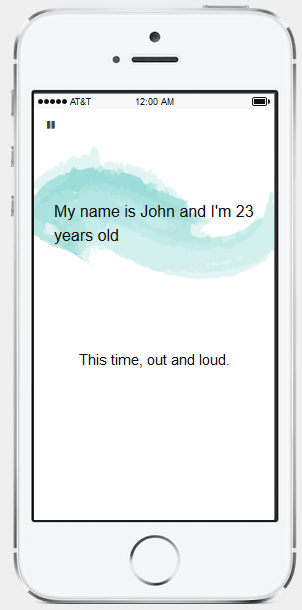 AT&T 12:00 AM
My name is John and I'm 23
years old
This time, out and loud.